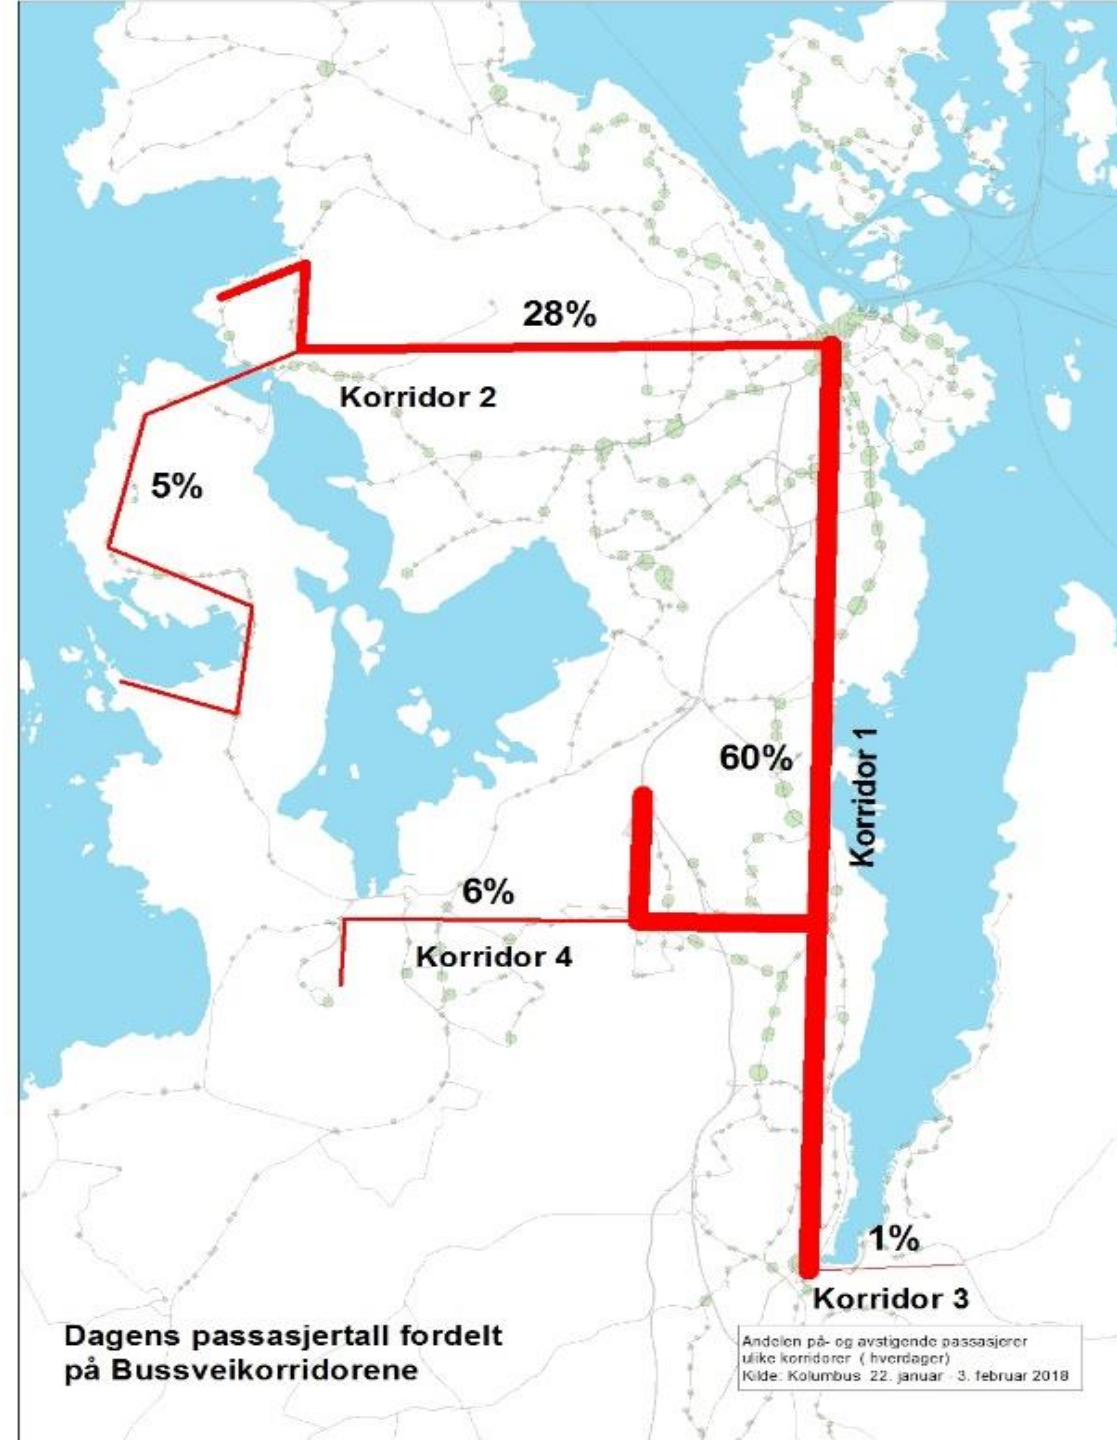 28%
Korridor 2
5%
60%
Korridor 1
6%
Korridor 4
1%
Korridor 3
Dagens passasjertall fordelt
på Bussveikorridorene
Andelen på- og avstigende passasjerer
ulike korridorer ( hverdager)
Kilde: Kolumbus 22. januar - 3. februar 2018